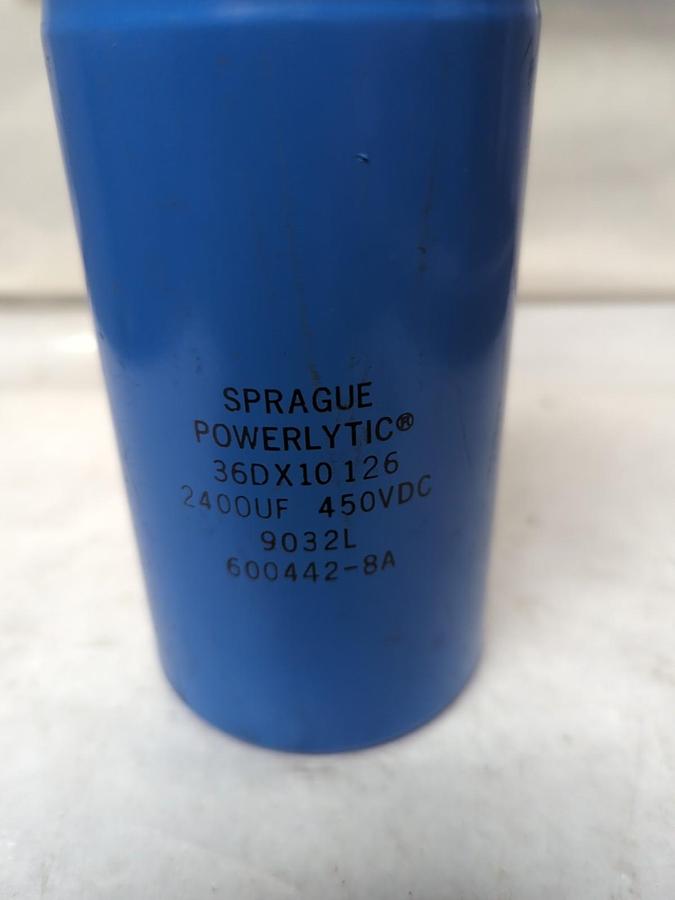 SPRAGUE
POWERLYTIC®
36DX10126
2400UF 450VDC
9032L
600442-8A